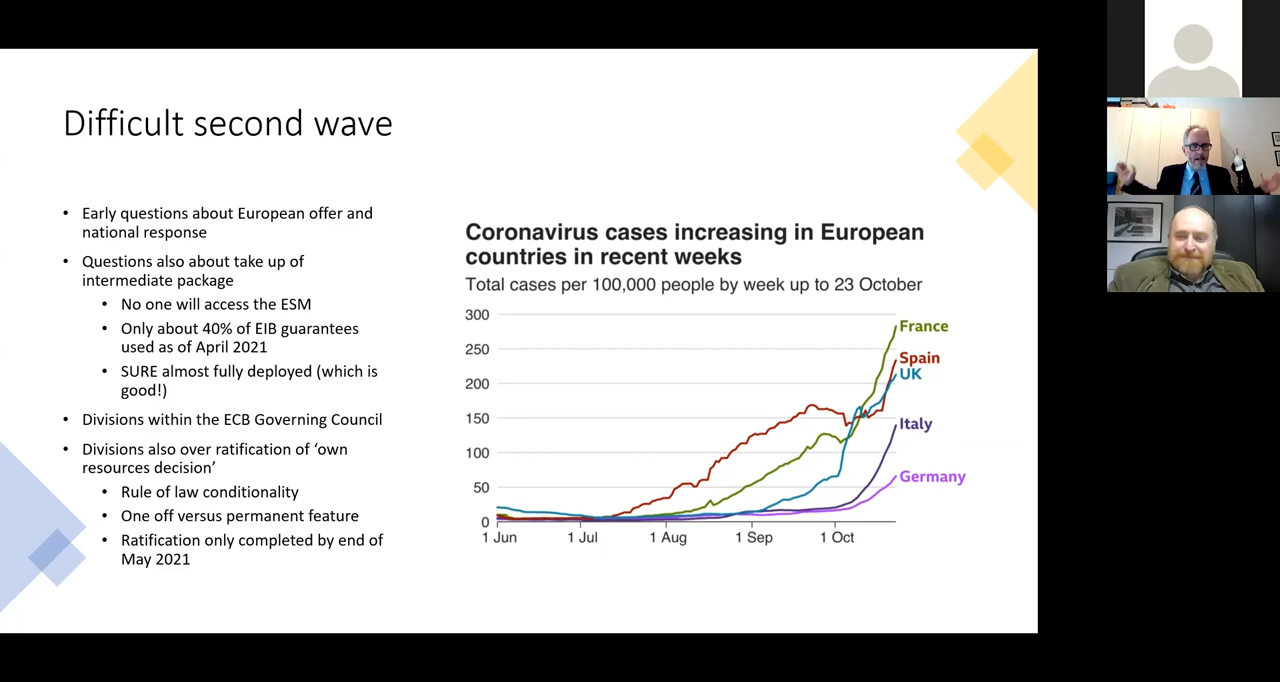 Difficult second wave
• Early questions about European offer and
national response
• Questions also about take up of
intermediate package
• No one will access the ESM
• Only about 40% of EIB guarantees
used as of April 2021
• SURE almost fully deployed (which is
good!)
• Divisions within the ECB Governing Council
• Divisions also over ratification of ‘own
resources decision’
• Rule of law conditionality
• One off versus permanent feature
• Ratification only completed by end of
May 2021
Coronavirus cases increasing in European
countries in recent weeks
Total cases per 100,000 people by week up to 23 October
300
250
200
150
100
50
0
1 Jun 1 Jul 1 Aug 1 Sep 1 Oct
France
Spain
UK
Italy
Germany